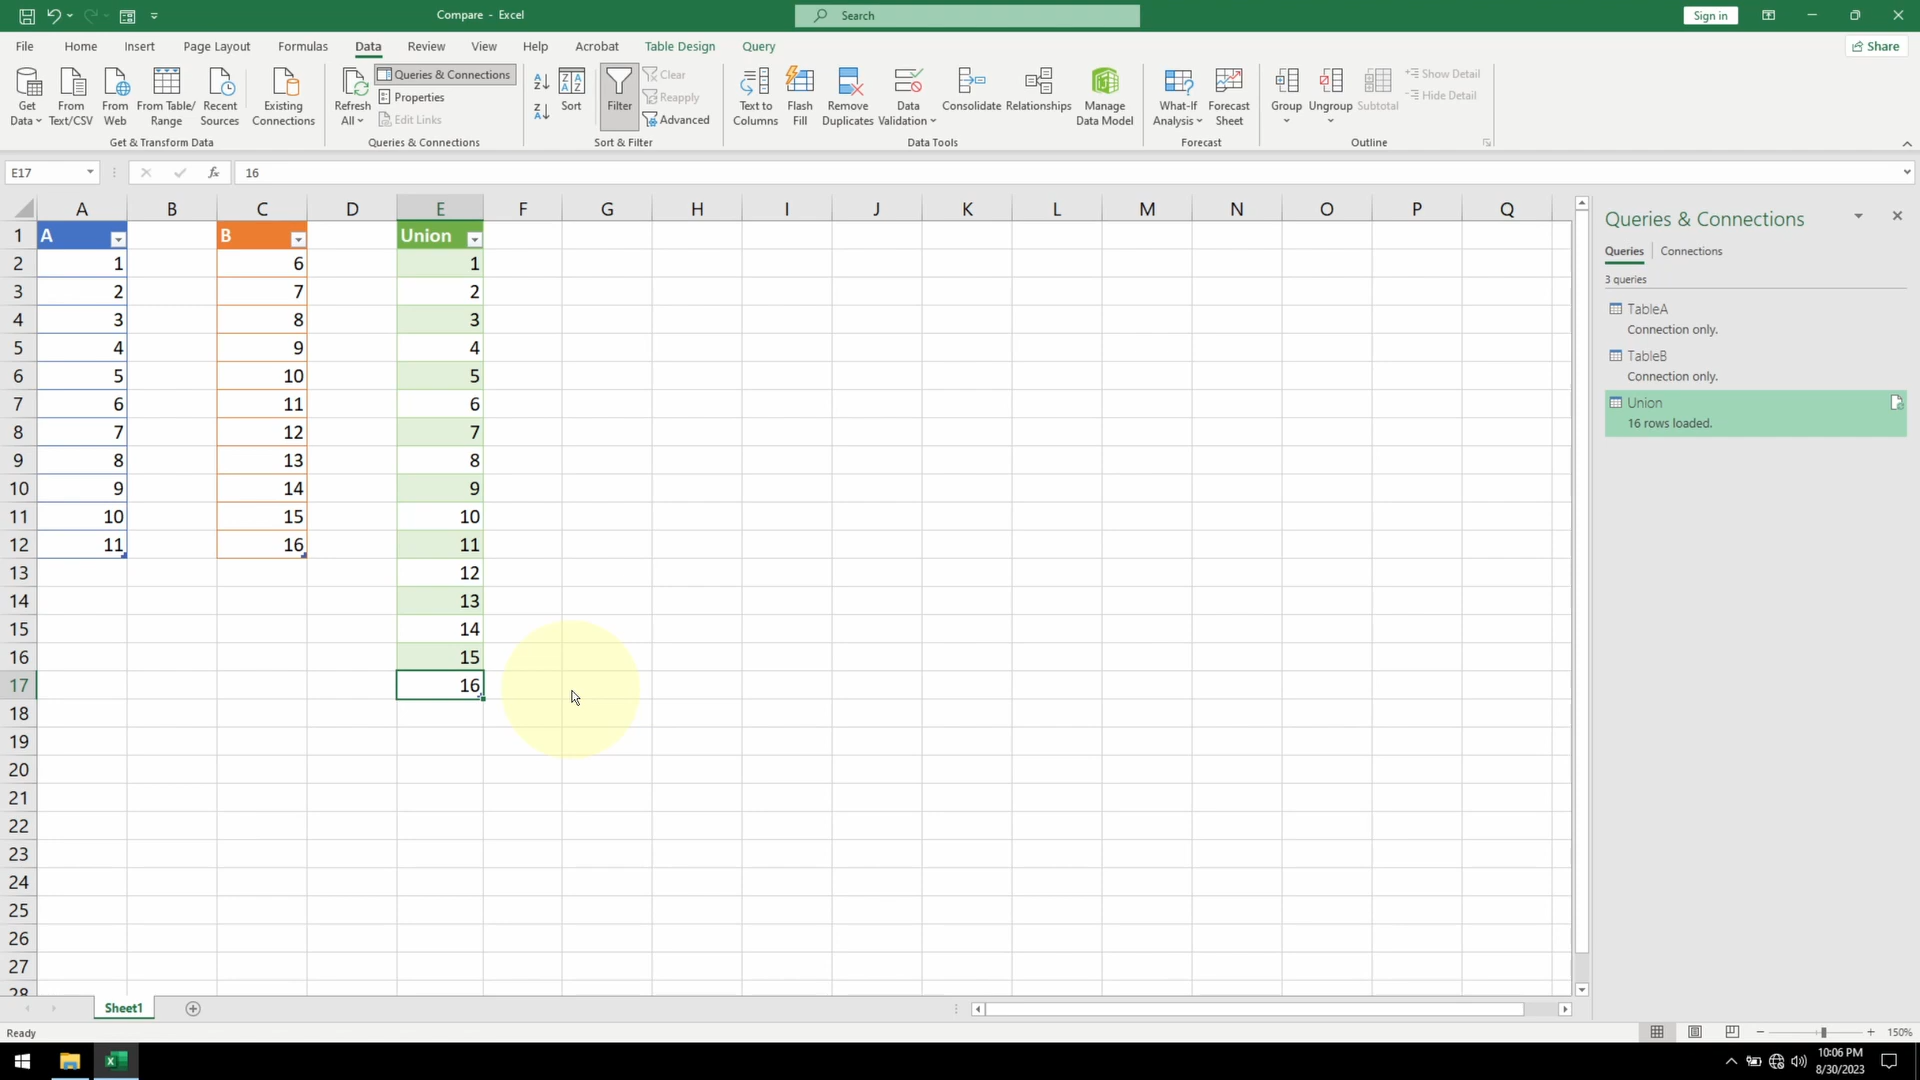 Compare - Excel
Search
Sign in
File Home Insert Page Layout Formulas Data Review View Help Acrobat Table Design Query
Share
Get Data
From Text/CSV
From Web
From Table/ Range
Recent Sources
Existing Connections
Get & Transform Data
Refresh All
Queries & Connections
Properties
Edit Links
Queries & Connections
Sort
Filter
Clear
Reapply
Advanced
Sort & Filter
Text to Columns
Flash Fill
Remove Duplicates
Data Validation
Consolidate
Relationships
Manage Data Model
Data Tools
What-If Analysis
Forecast Sheet
Forecast
Group
Ungroup
Subtotal
Show Detail
Hide Detail
Outline
E17
fx
16
A B C D E F G H I J K L M N O P Q
1 A B Union
2 1 6 1
3 2 7 2
4 3 8 3
5 4 9 4
6 5 10 5
7 6 11 6
8 7 12 7
9 8 13 8
10 9 14 9
11 10 15 10
12 11 16 11
13 12
14 13
15 14
16 15
17 16
18
19
20
21
22
23
24
25
26
27
28
Queries & Connections
Queries Connections
3 queries
TableA
Connection only.
TableB
Connection only.
Union
16 rows loaded.
Sheet1
Ready
150%
10:06 PM
8/30/2023